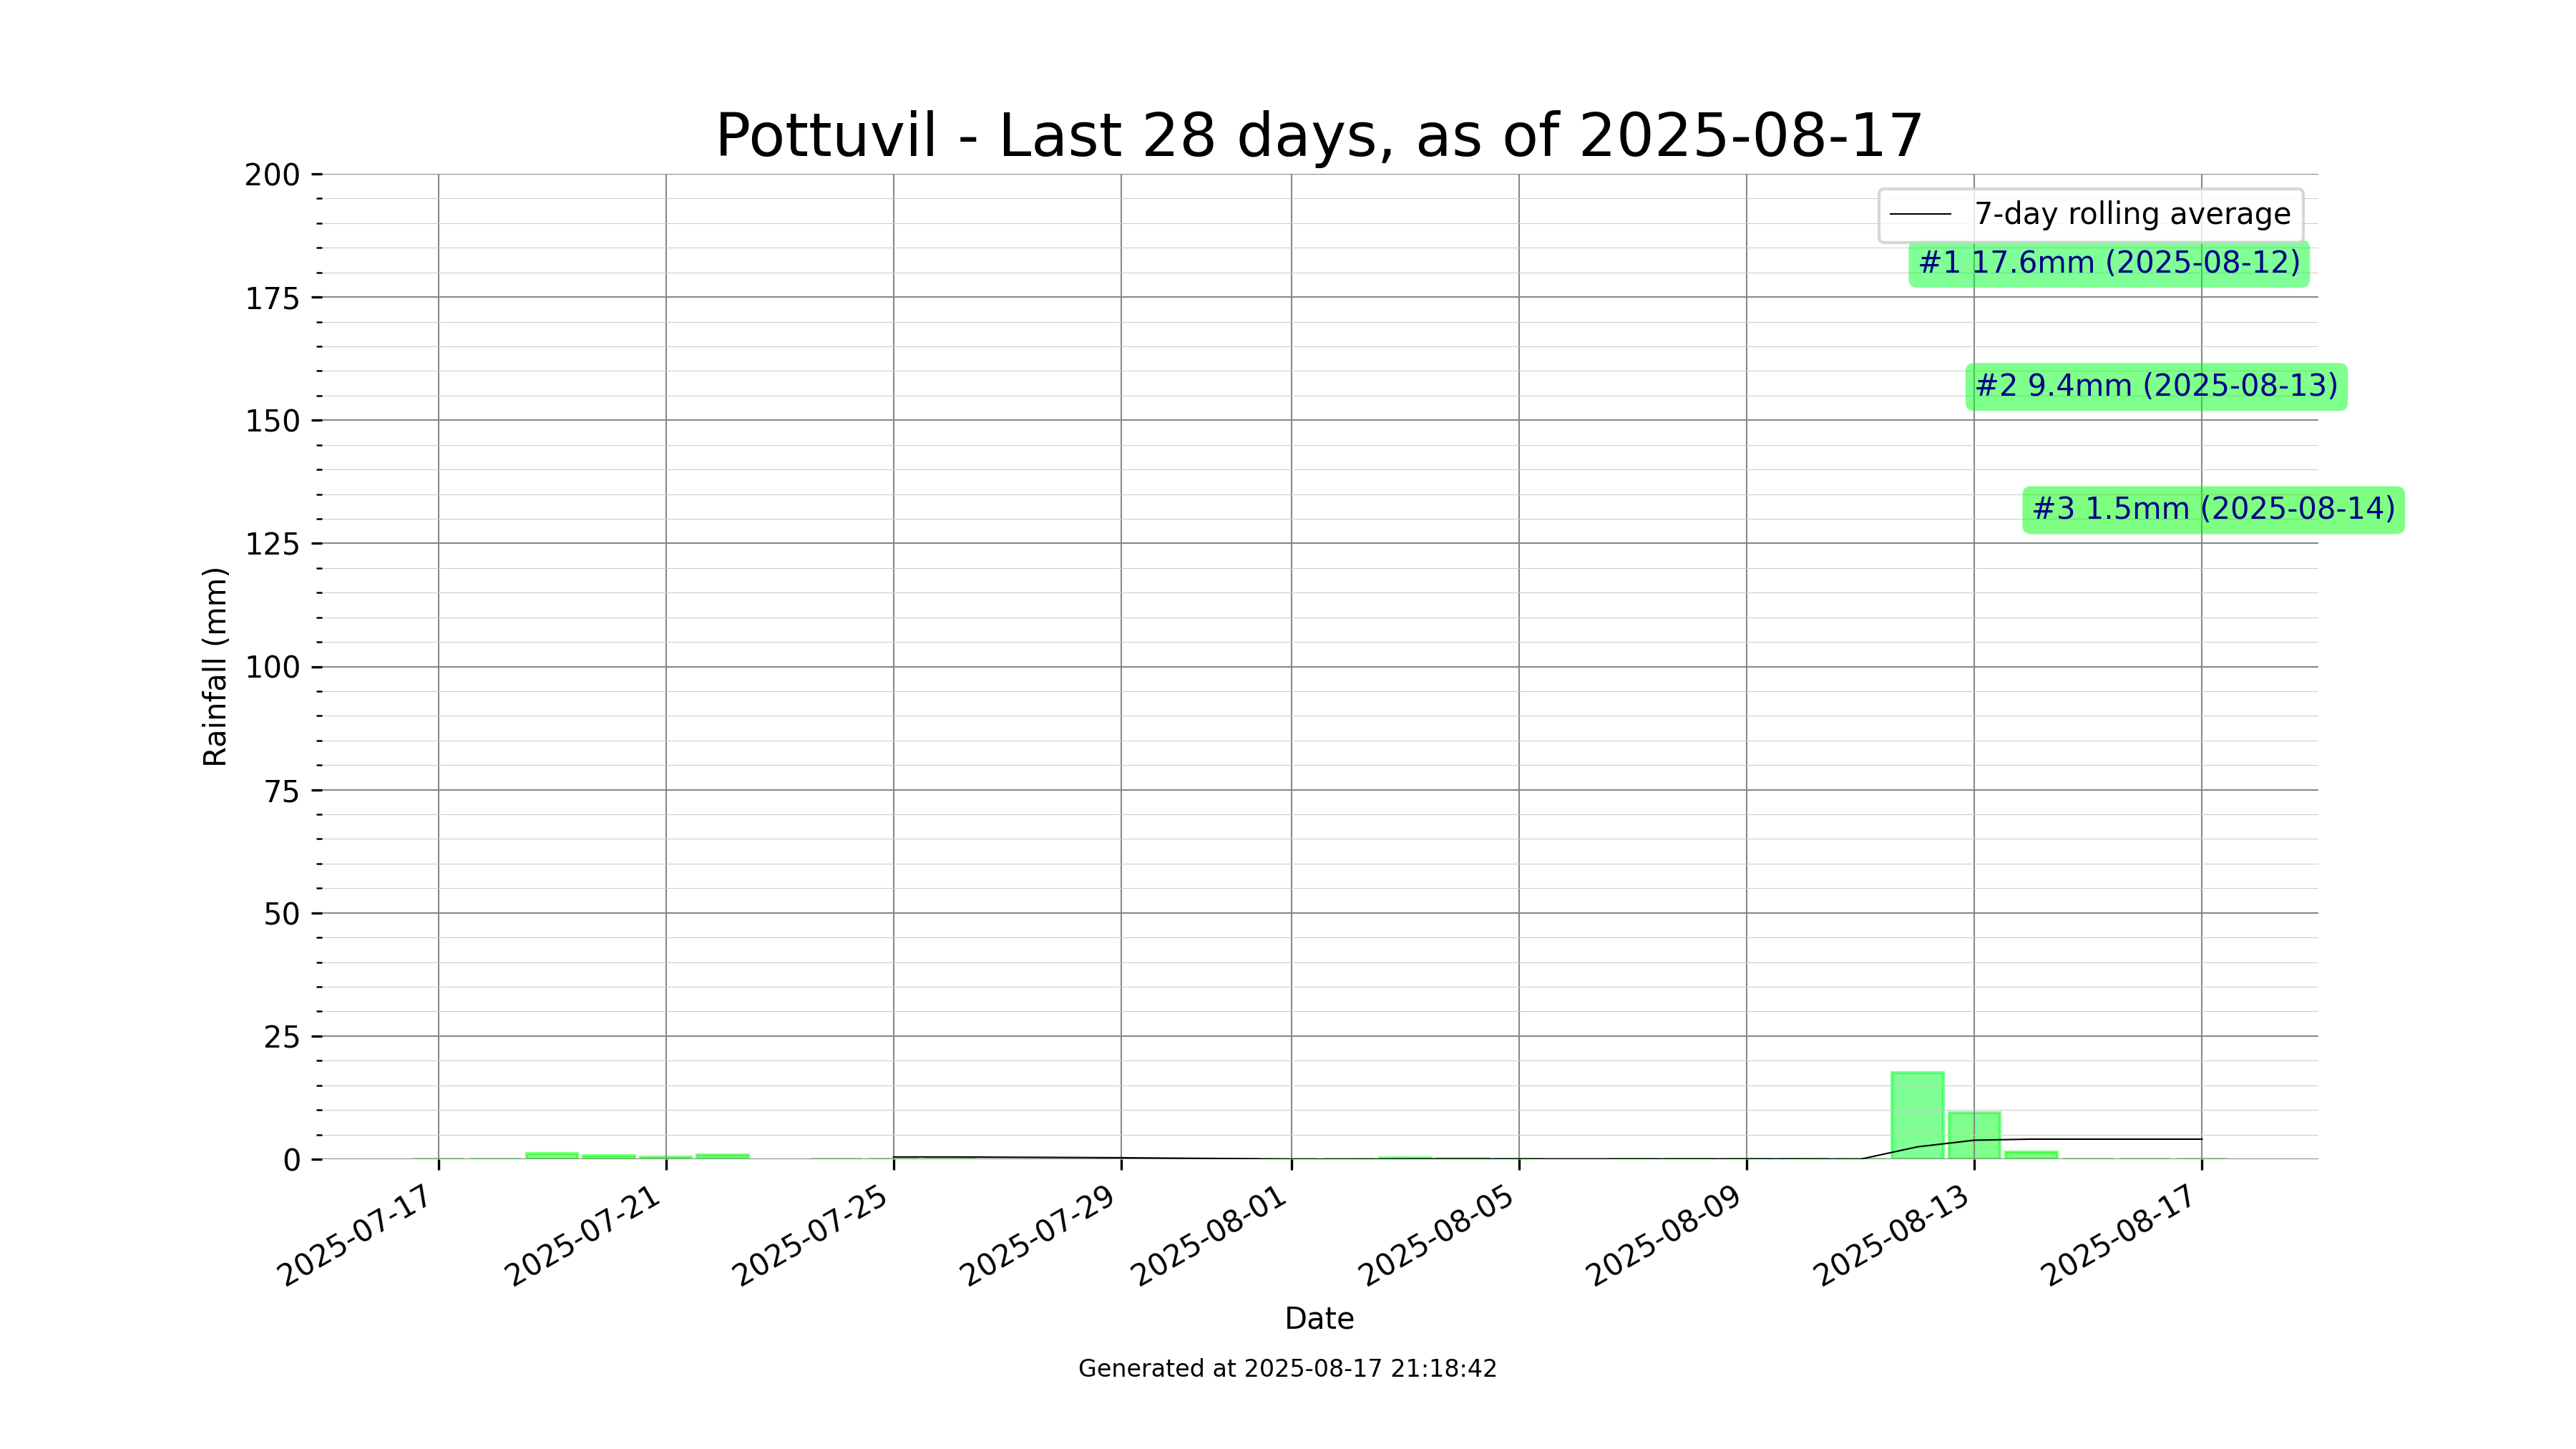 Pottuvil - Last 28 days, as of 2025-08-17
7-day rolling average
#1 17.6mm (2025-08-12)
#2 9.4mm (2025-08-13)
#3 1.5mm (2025-08-14)
Rainfall (mm)
200
175
150
125
100
75
50
25
0
2025-07-17
2025-07-21
2025-07-25
2025-07-29
2025-08-01
2025-08-05
2025-08-09
2025-08-13
2025-08-17
Date
Generated at 2025-08-17 21:18:42